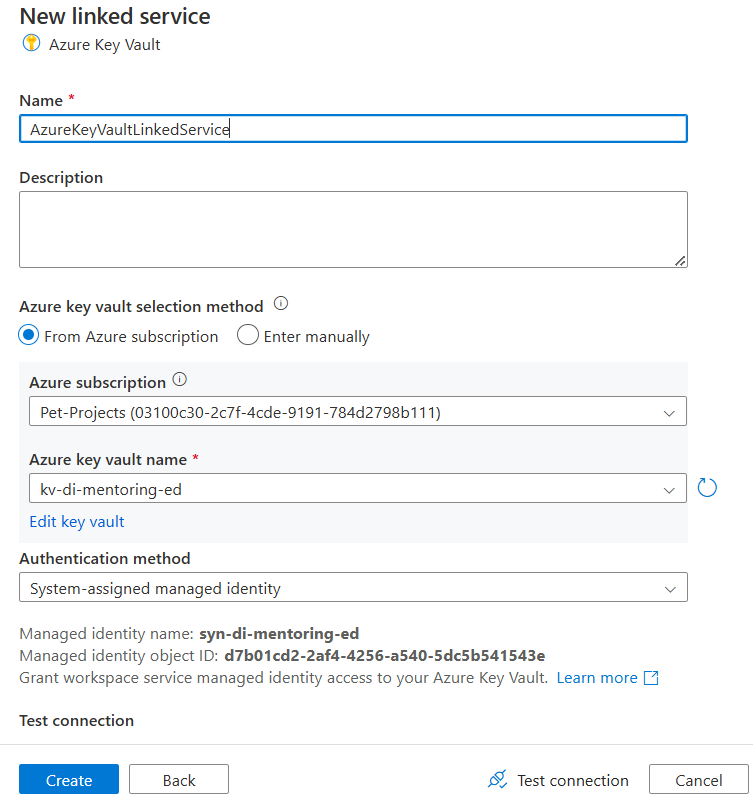 New linked service
Azure Key Vault
Name *
AzureKeyVaultLinkedService
Description
Azure key vault selection method
From Azure subscription Enter manually
Azure subscription
Pet-Projects (03100c30-2c7f-4cde-9191-784d2798b111)
Azure key vault name *
kv-di-mentoring-ed
Edit key vault
Authentication method
System-assigned managed identity
Managed identity name: syn-di-mentoring-ed
Managed identity object ID: d7b01cd2-2af4-4256-a540-5dc5b541543e
Grant workspace service managed identity access to your Azure Key Vault. Learn more
Test connection
Create Back Test connection Cancel